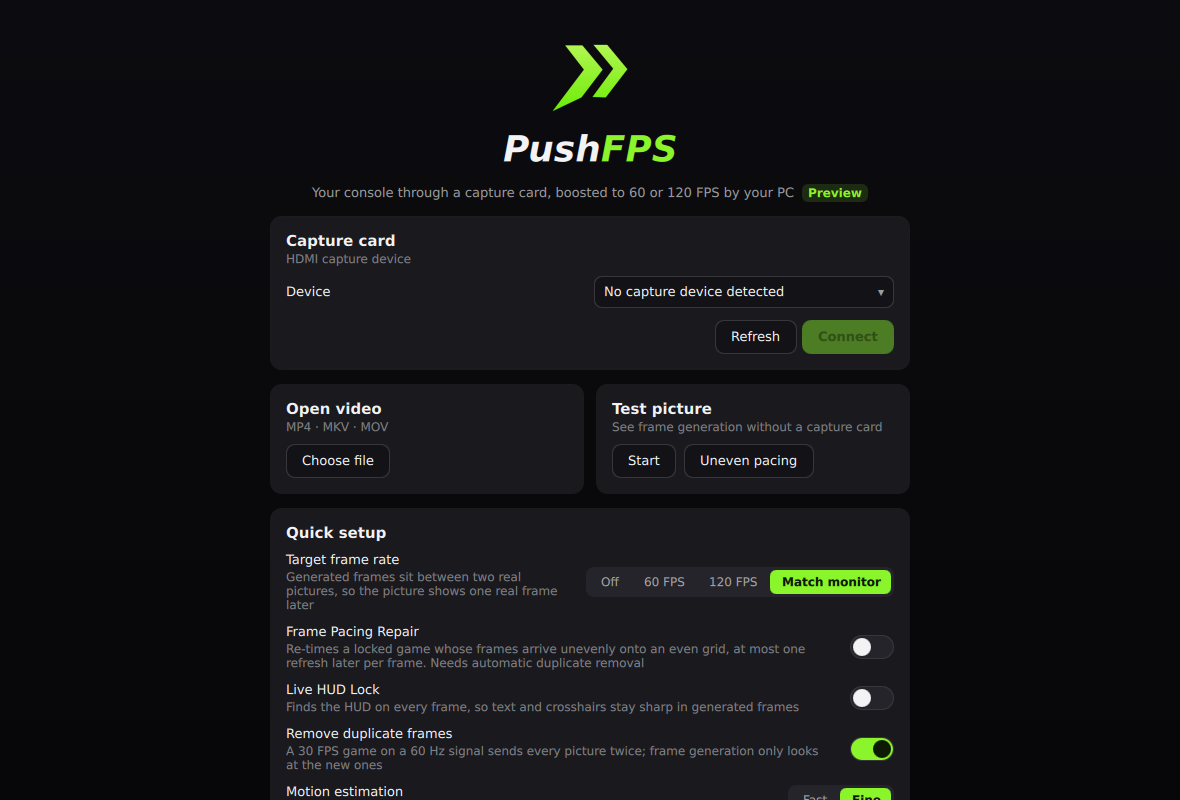 PushFPS
Your console through a capture card, boosted to 60 or 120 FPS by your PC Preview
Capture card
HDMI capture device
Device
No capture device detected
Refresh
Connect
Open video
MP4 · MKV · MOV
Choose file
Test picture
See frame generation without a capture card
Start
Uneven pacing
Quick setup
Target frame rate
Generated frames sit between two real
pictures, so the picture shows one real frame
later
Off 60 FPS 120 FPS Match monitor
Frame Pacing Repair
Re-times a locked game whose frames arrive unevenly onto an even grid, at most one
refresh later per frame. Needs automatic duplicate removal
Live HUD Lock
Finds the HUD on every frame, so text and crosshairs stay sharp in generated frames
Remove duplicate frames
A 30 FPS game on a 60 Hz signal sends every picture twice; frame generation only looks
at the new ones
Motion estimation
Fast Fine